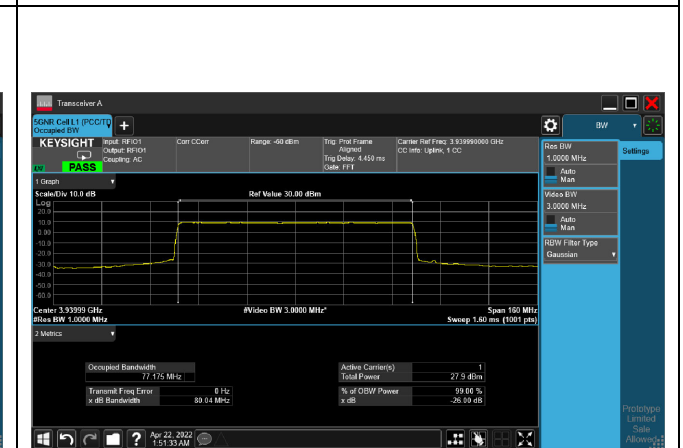 Transceiver A
5GNR Cell L1 (PCC/TD
Occupied BW
+
BW
KEYSIGHT
PASS
Input: RFIO1
Output: RFIO1
Coupling: AC
Corr CCorr
Range: -60 dBm
Trig: Prot Frame
Aligned
Trig Delay: 4.450 ms
Gate: FFT
Carrier Ref Freq: 3.939990000 GHz
CC Info: Uplink, 1 CC
Res BW
1.0000 MHz
Auto
Man
Settings
Video BW
3.0000 MHz
Auto
Man
RBW Filter Type
Gaussian
1 Graph
Scale/Div 10.0 dB
Ref Value 30.00 dBm
Log
20.0
10.0
0.00
-10.0
-20.0
-30.0
-40.0
-50.0
-60.0
Center 3.93999 GHz
#Video BW 3.0000 MHz*
Span 160 MHz
#Res BW 1.0000 MHz
Sweep 1.60 ms (1001 pts)
2 Metrics
Occupied Bandwidth
77.175 MHz
Active Carrier(s) 1
Total Power 27.9 dBm
Transmit Freq Error 0 Hz
x dB Bandwidth 80.04 MHz
% of OBW Power 99.00 %
x dB -26.00 dB
Prototype
Limited
Sale
Allowed
Apr 22, 2022
1:51:33 AM